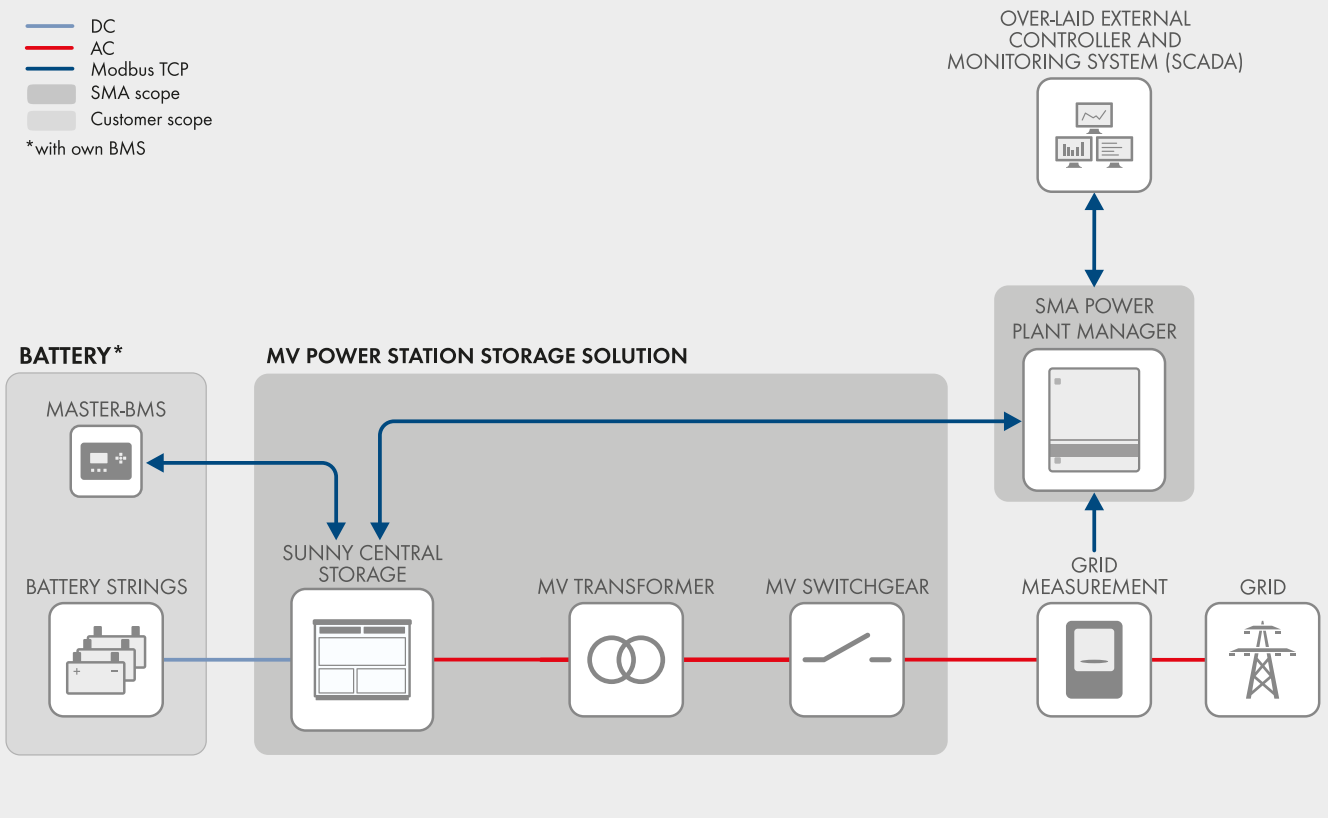 DC
AC
Modbus TCP
SMA scope
Customer scope
*with own BMS
OVER-LAID EXTERNAL
CONTROLLER AND
MONITORING SYSTEM (SCADA)
SMA POWER
PLANT MANAGER
BATTERY*
MV POWER STATION STORAGE SOLUTION
MASTER-BMS
SUNNY CENTRAL
STORAGE
BATTERY STRINGS
MV TRANSFORMER
MV SWITCHGEAR
GRID
MEASUREMENT
GRID